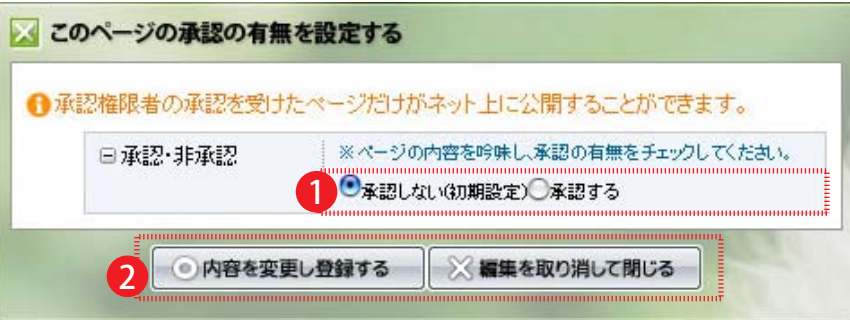 このページの承認の有無を設定する
承認権限者の承認を受けたページだけがネット上に公開することができます。
承認・非承認
※ページの内容を吟味し、承認の有無をチェックしてください。
1 承認しない(初期設定) 承認する
2 内容を変更し登録する 編集を取り消して閉じる